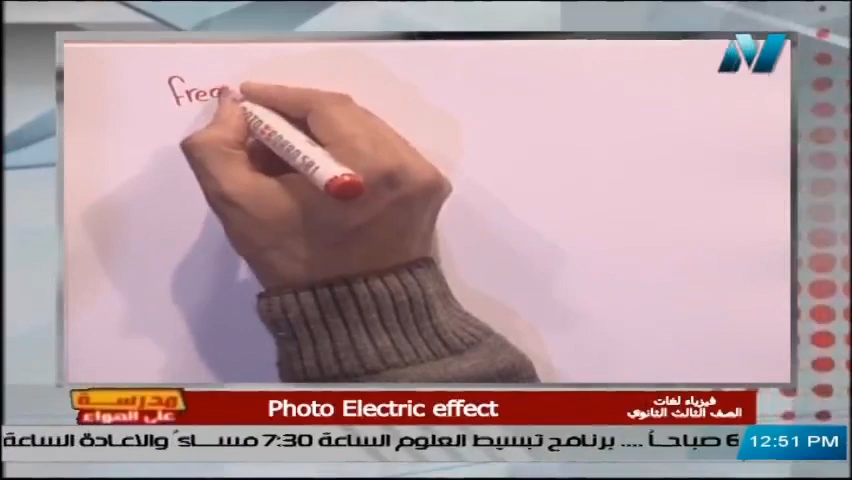 freq
مدرسة
على الهواء
Photo Electric effect
فيزياء لغات
الصف الثالث الثانوي
6 صباحاً .... برنامج تبسيط العلوم الساعة 7:30 مساءً والاعادة الساعة
12:51 PM